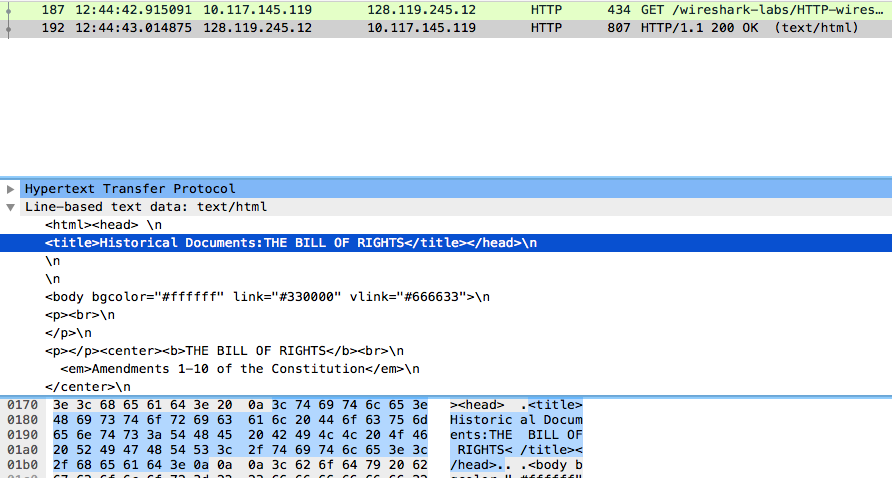 187 12:44:42.915091 10.117.145.119 128.119.245.12 HTTP 434 GET /wireshark-labs/HTTP-wires…
192 12:44:43.014875 128.119.245.12 10.117.145.119 HTTP 807 HTTP/1.1 200 OK (text/html)
Hypertext Transfer Protocol
Line-based text data: text/html
<html><head> \n
<title>Historical Documents:THE BILL OF RIGHTS</title></head>\n
\n
\n
<body bgcolor="#ffffff" link="#330000" vlink="#666633">\n
<p><br>\n
</p>\n
<p></p><center><b>THE BILL OF RIGHTS</b><br>\n
<em>Amendments 1-10 of the Constitution</em>\n
</center>\n
0170 3e 3c 68 65 61 64 3e 20 0a 3c 74 69 74 6c 65 3e ><head> .<title>
0180 48 69 73 74 6f 72 69 63 61 6c 20 44 6f 63 75 6d Historic al Docum
0190 65 6e 74 73 3a 54 48 45 20 42 49 4c 4c 20 4f 46 ents:THE BILL OF
01a0 20 52 49 47 48 54 53 3c 2f 74 69 74 6c 65 3e 3c RIGHTS< /title><
01b0 2f 68 65 61 64 3e 0a 0a 0a 3c 62 6f 64 79 20 62 /head>.. .<body b